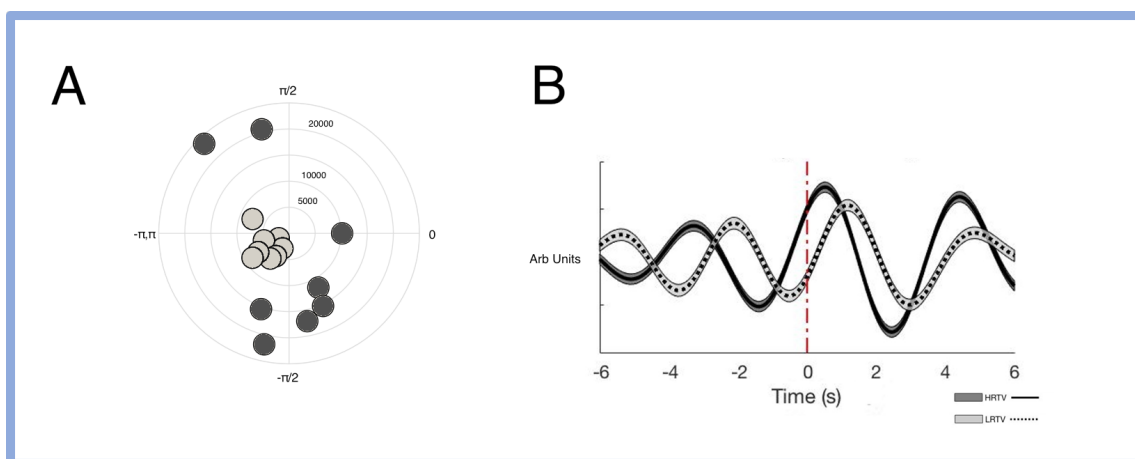 A
π/2
20000
10000
5000
-π,π
0
-π/2
B
Arb Units
-6 -4 -2 0 2 4 6
Time (s)
HRTV
LRTV